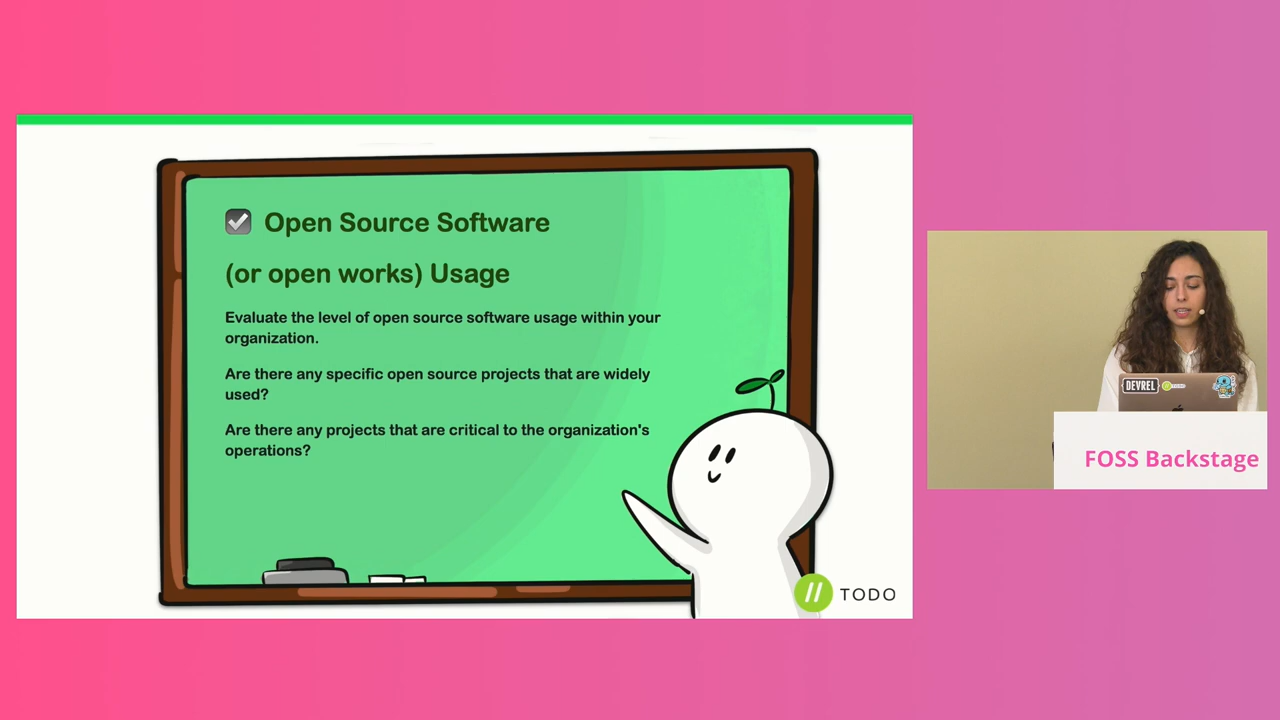 Open Source Software
(or open works) Usage
Evaluate the level of open source software usage within your
organization.
Are there any specific open source projects that are widely
used?
Are there any projects that are critical to the organization's
operations?
// TODO
DEVREL
FOSS Backstage